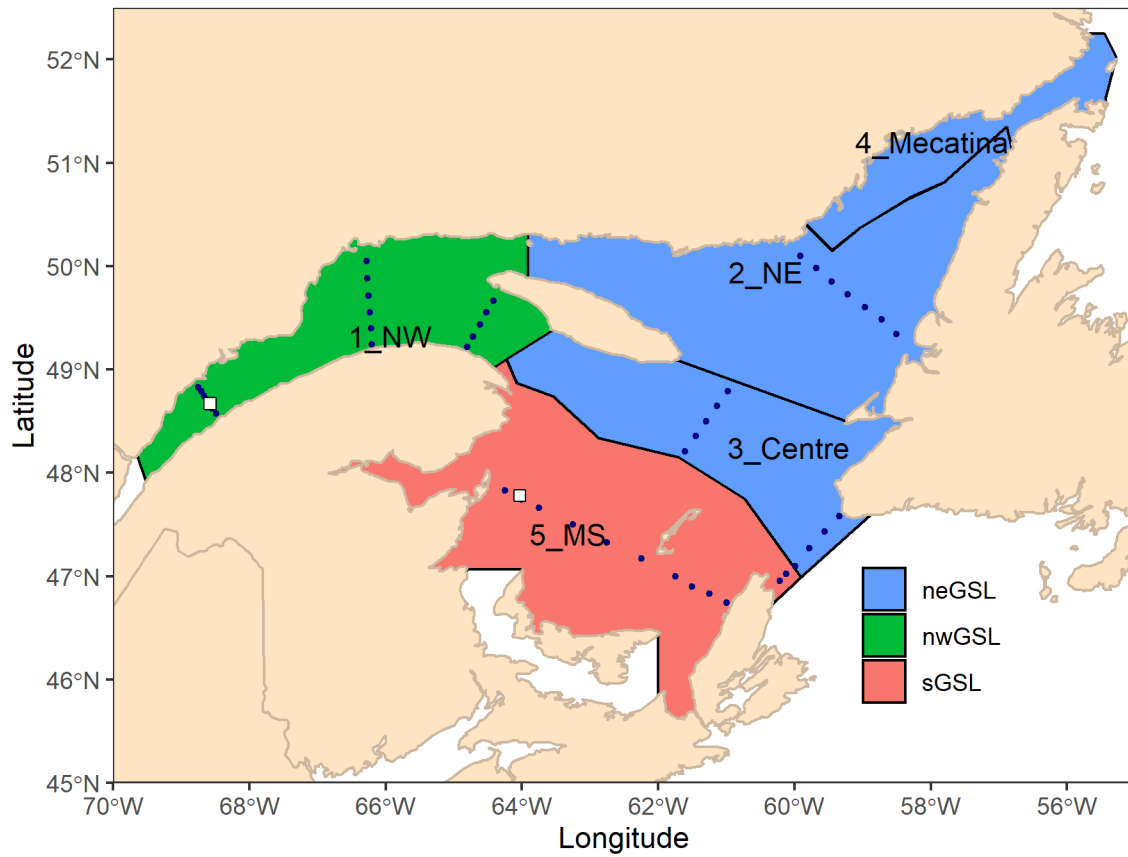 52°N
51°N
50°N
49°N
48°N
47°N
46°N
45°N
Latitude
4_Mecatina
2_NE
1_NW
3_Centre
5_MS
neGSL
nwGSL
sGSL
70°W 68°W 66°W 64°W 62°W 60°W 58°W 56°W
Longitude